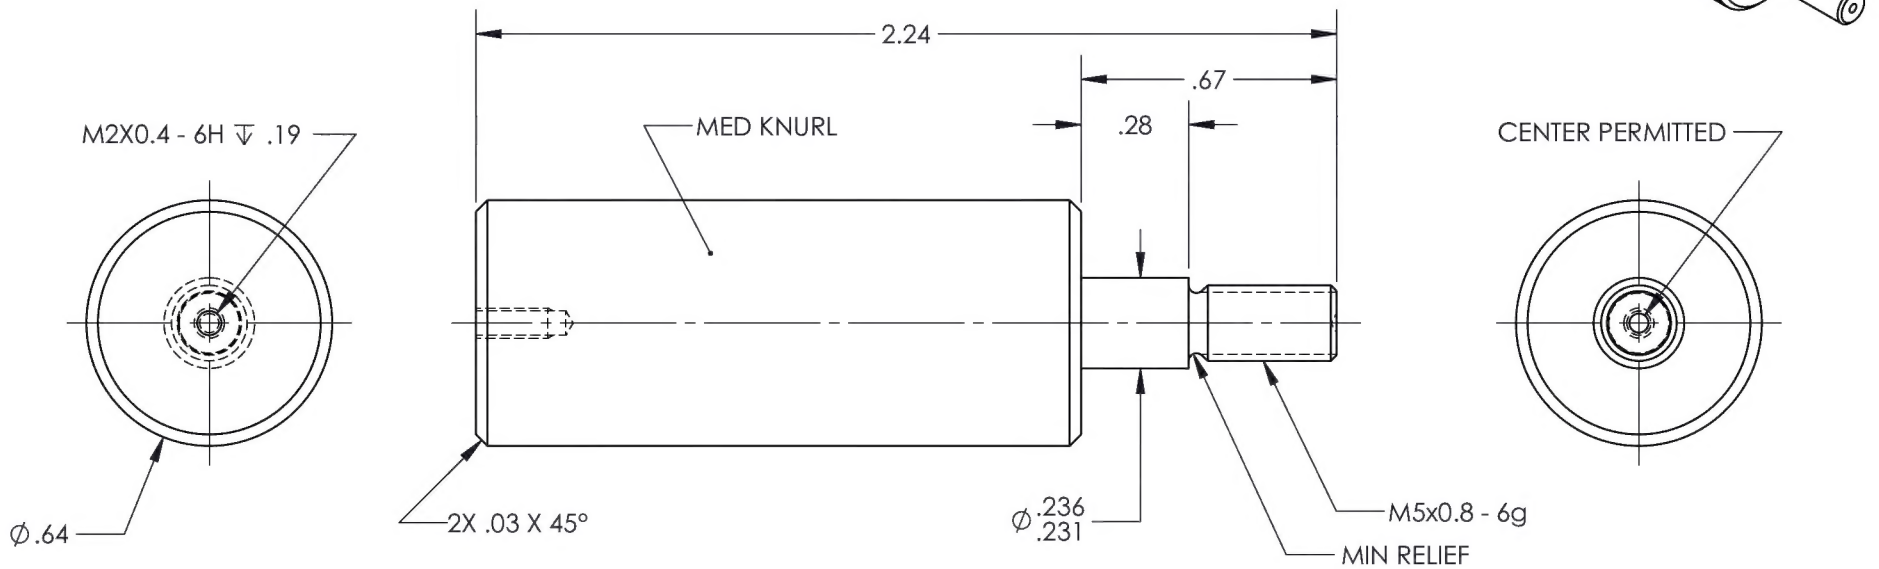 2.24
.67
.28
M2X0.4 - 6H ↧ .19
MED KNURL
CENTER PERMITTED
Ø.64
2X .03 X 45°
Ø .236
.231
M5x0.8 - 6g
MIN RELIEF